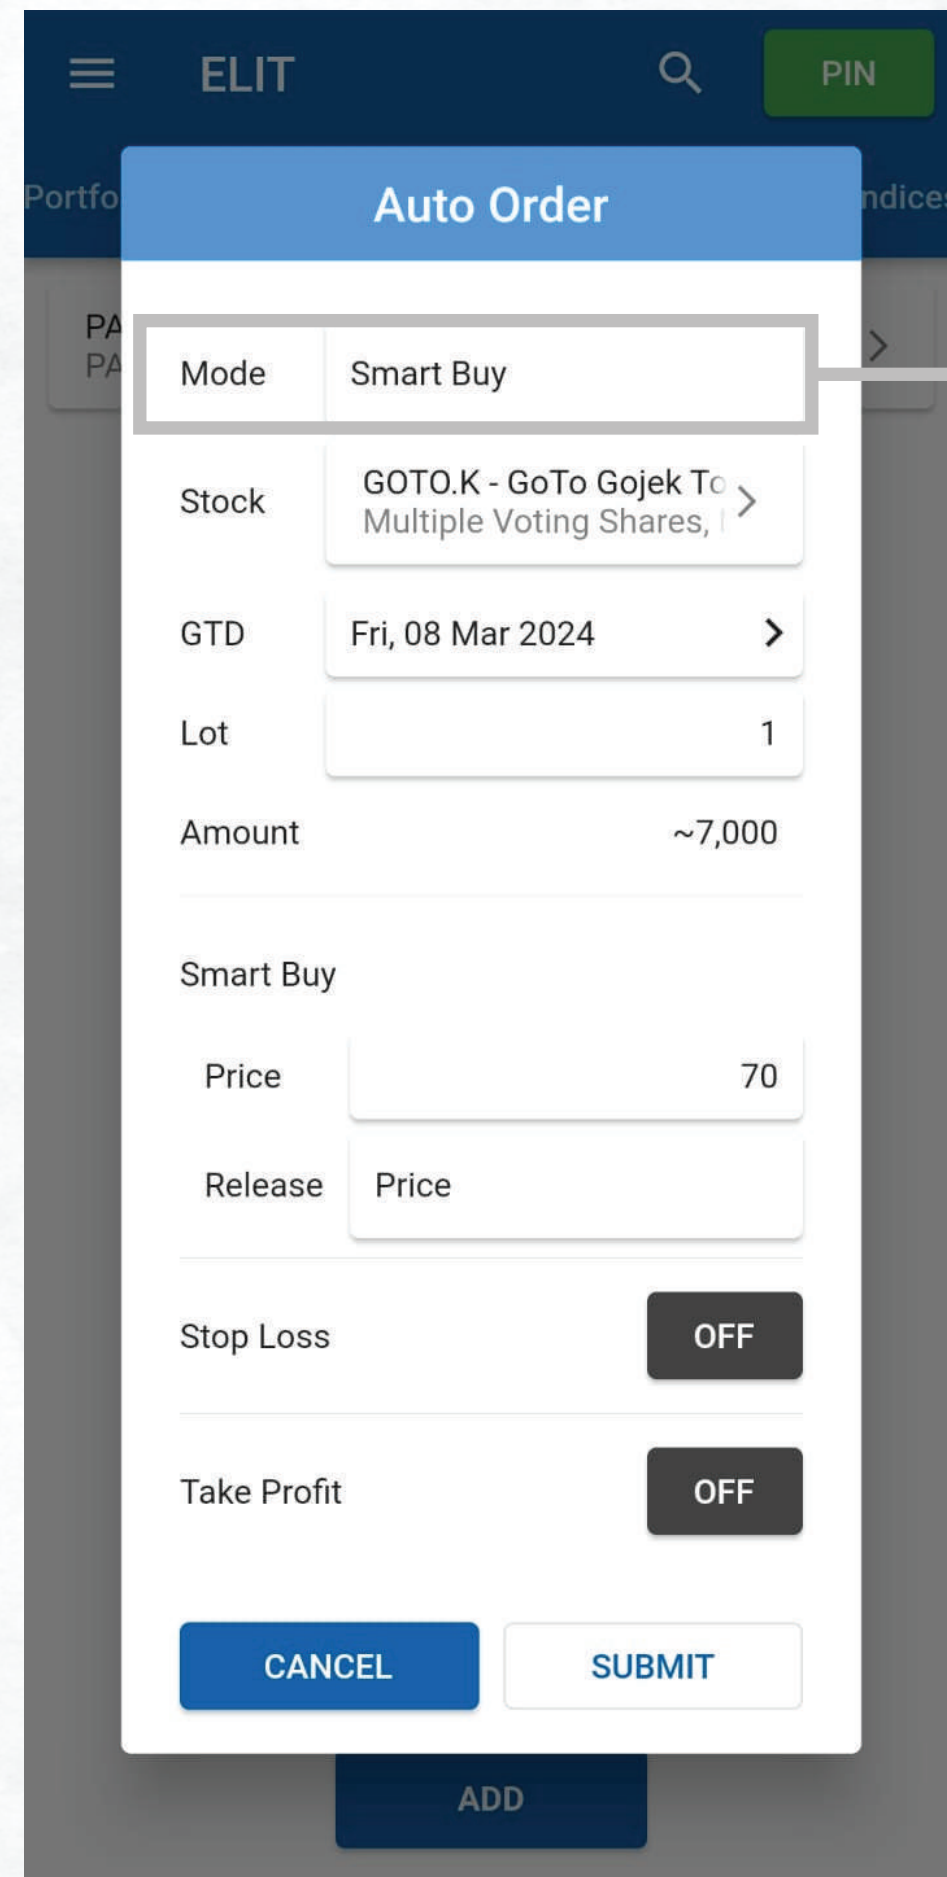 ELIT
PIN
Portfo
ndices
Auto Order
PA
PA
Mode
Smart Buy
Stock
GOTO.K - GoTo Gojek To
Multiple Voting Shares,
GTD
Fri, 08 Mar 2024
Lot
1
Amount
~7,000
Smart Buy
Price
70
Release
Price
Stop Loss
OFF
Take Profit
OFF
CANCEL
SUBMIT
ADD